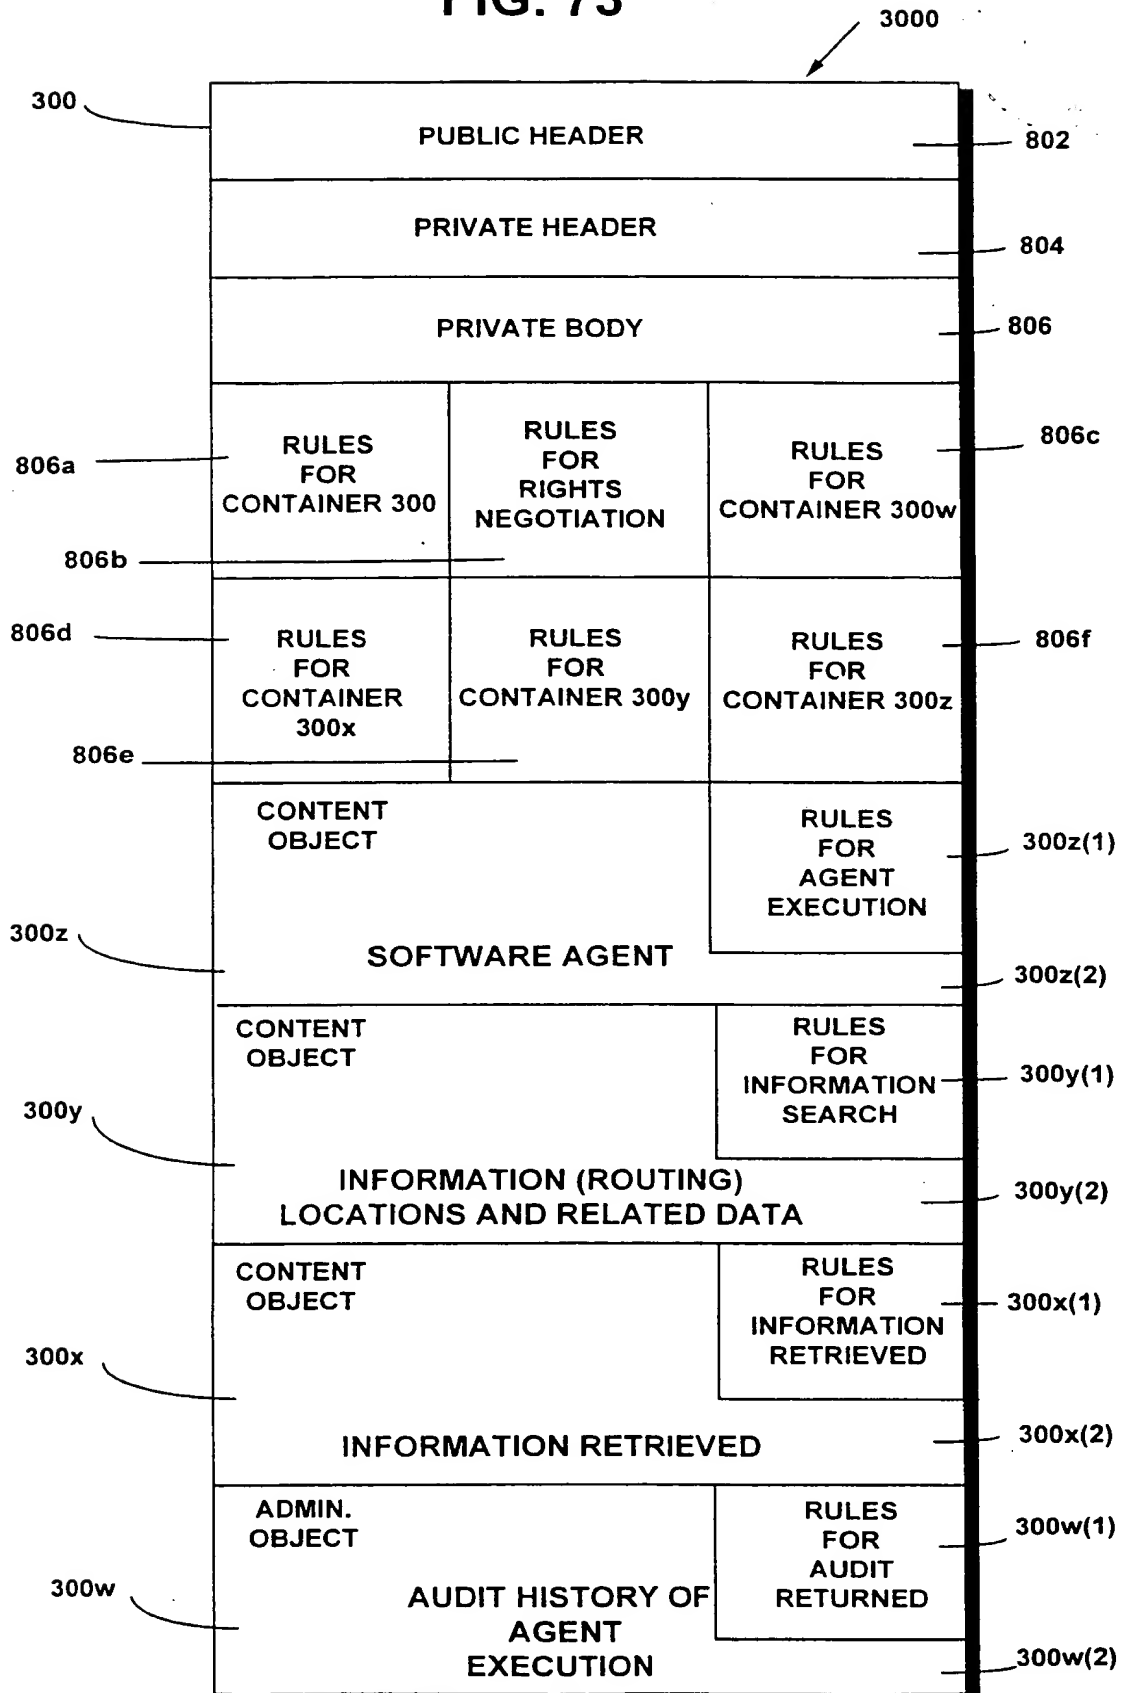 FIG. 73
3000
300
PUBLIC HEADER
802
PRIVATE HEADER
804
PRIVATE BODY
806
806a
RULES
FOR
CONTAINER 300
RULES
FOR
RIGHTS
NEGOTIATION
806b
RULES
FOR
CONTAINER 300w
806c
806d
RULES
FOR
CONTAINER
300x
RULES
FOR
CONTAINER 300y
806e
RULES
FOR
CONTAINER 300z
806f
CONTENT
OBJECT
RULES
FOR
AGENT
EXECUTION
300z(1)
300z
SOFTWARE AGENT
300z(2)
CONTENT
OBJECT
RULES
FOR
INFORMATION
SEARCH
300y(1)
300y
INFORMATION (ROUTING)
LOCATIONS AND RELATED DATA
300y(2)
CONTENT
OBJECT
RULES
FOR
INFORMATION
RETRIEVED
300x(1)
300x
INFORMATION RETRIEVED
300x(2)
ADMIN.
OBJECT
RULES
FOR
AUDIT
RETURNED
300w(1)
300w
AUDIT HISTORY OF
AGENT
EXECUTION
300w(2)